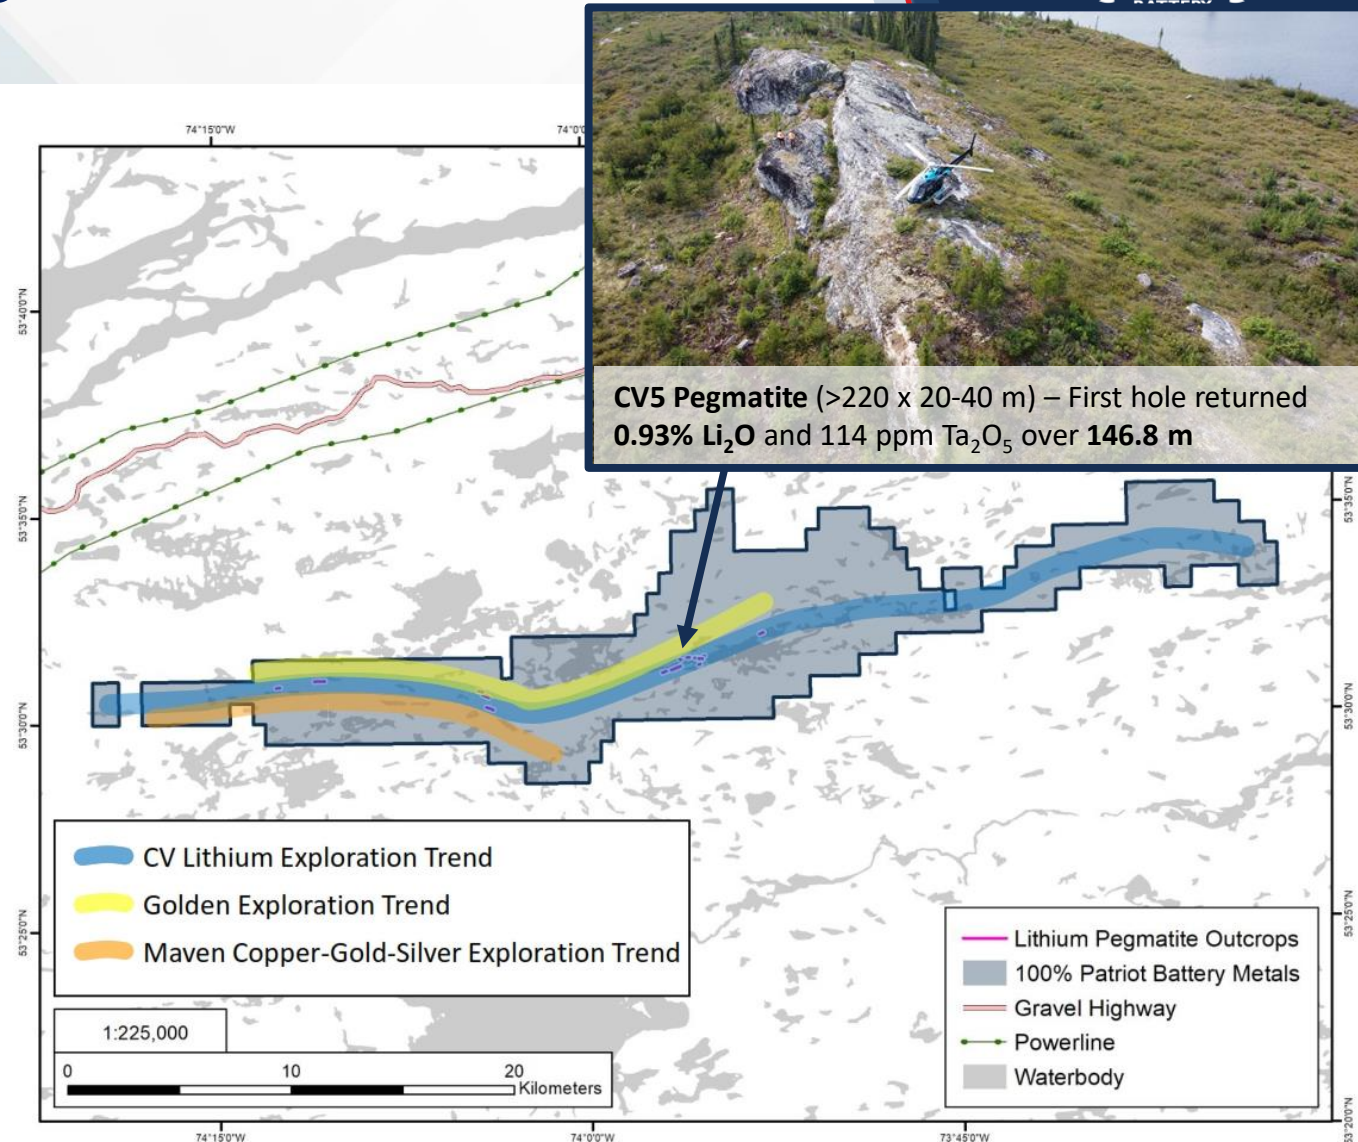 BATTERY
74°15'0"W
CV5 Pegmatite (>220 x 20-40 m) – First hole returned
0.93% Li₂O and 114 ppm Ta₂O₅ over 146.8 m
53°40'0"N
53°35'0"N
53°35'0"N
53°30'0"N
53°30'0"N
53°25'0"N
53°25'0"N
53°20'0"N
CV Lithium Exploration Trend
Golden Exploration Trend
Maven Copper-Gold-Silver Exploration Trend
Lithium Pegmatite Outcrops
100% Patriot Battery Metals
Gravel Highway
Powerline
Waterbody
1:225,000
0 10 20
Kilometers
74°15'0"W 74°0'0"W 73°45'0"W